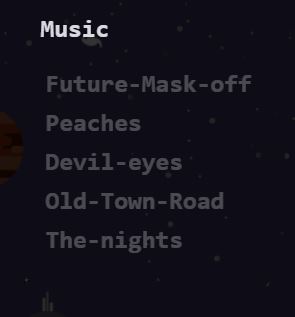 Music
Future-Mask-off
Peaches
Devil-eyes
Old-Town-Road
The-nights